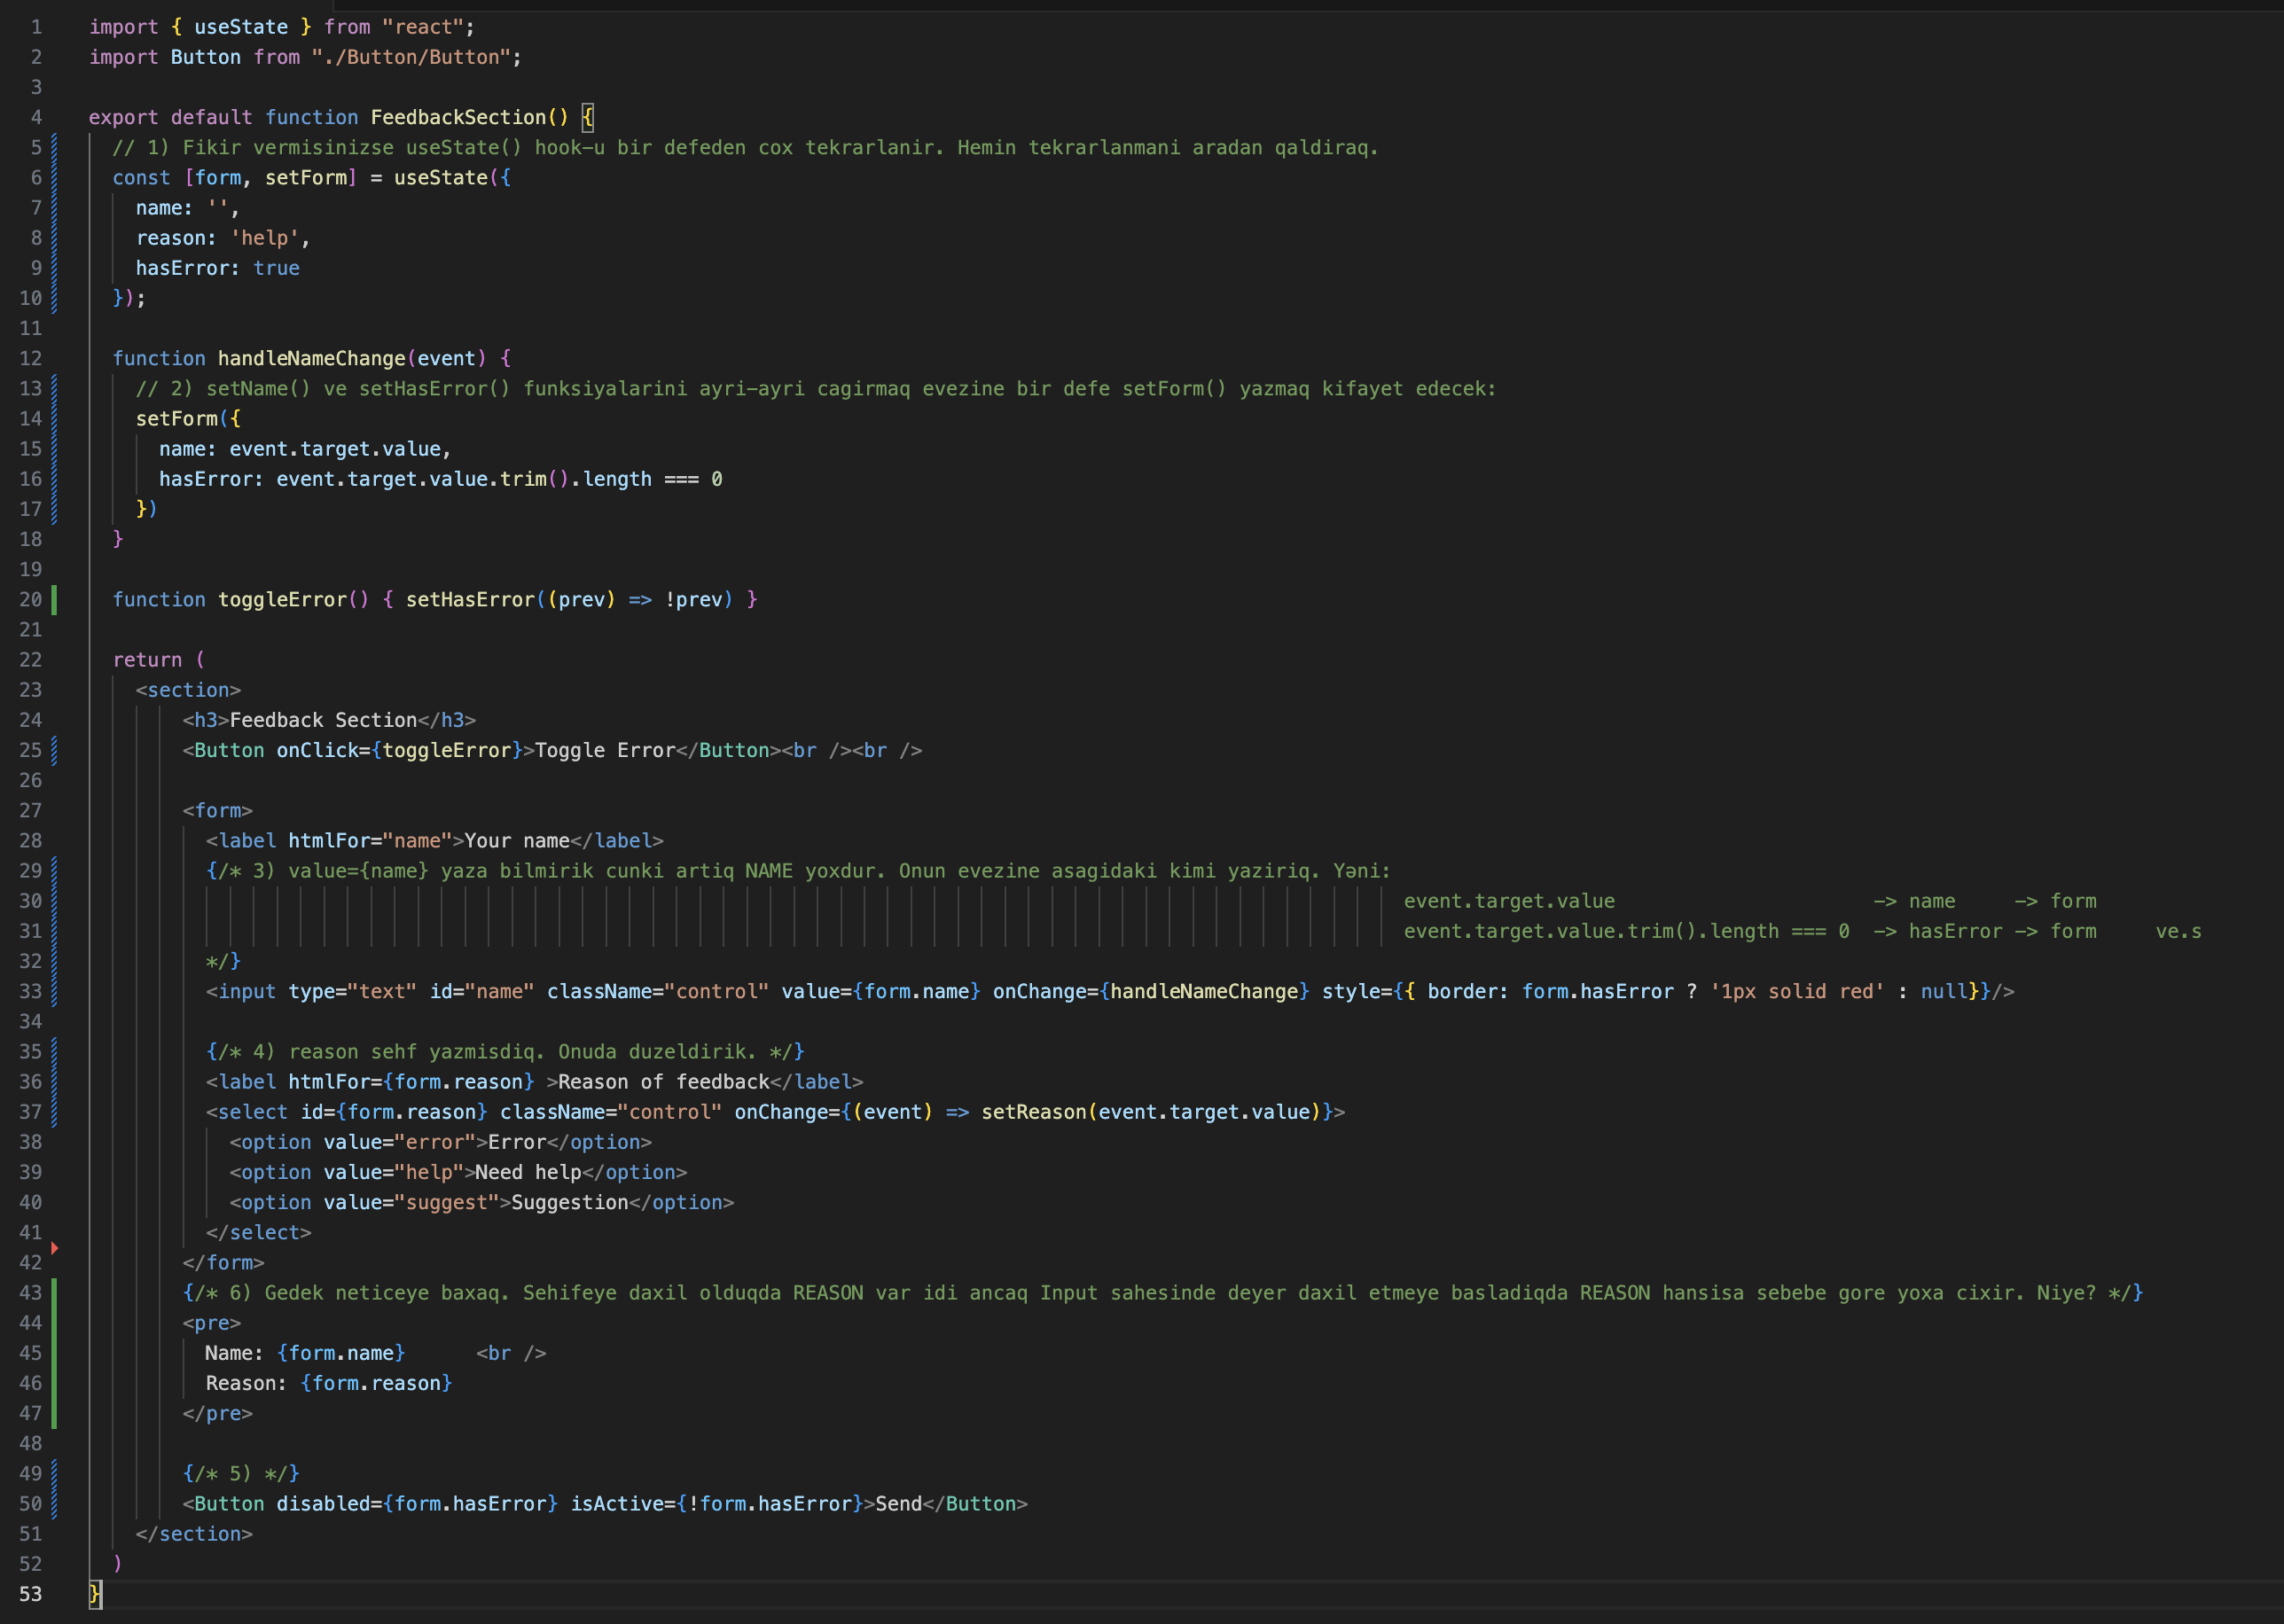 1 import { useState } from "react";
2 import Button from "./Button/Button";
3
4 export default function FeedbackSection() {
5 // 1) Fikir vermisinizse useState() hook-u bir defeden cox tekrarlanir. Hemin tekrarlanmani aradan qaldiraq.
6 const [form, setForm] = useState({
7 name: '',
8 reason: 'help',
9 hasError: true
10 });
11
12 function handleNameChange(event) {
13 // 2) setName() ve setHasError() funksiyalarini ayri-ayri cagirmaq evezine bir defe setForm() yazmaq kifayet edecek:
14 setForm({
15 name: event.target.value,
16 hasError: event.target.value.trim().length === 0
17 })
18 }
19
20 function toggleError() { setHasError((prev) => !prev) }
21
22 return (
23 <section>
24 <h3>Feedback Section</h3>
25 <Button onClick={toggleError}>Toggle Error</Button><br /><br />
26
27 <form>
28 <label htmlFor="name">Your name</label>
29 {/* 3) value={name} yaza bilmirik cunki artiq NAME yoxdur. Onun evezine asagidaki kimi yaziriq. Yəni:
30 event.target.value -> name -> form
31 event.target.value.trim().length === 0 -> hasError -> form ve.s
32 */}
33 <input type="text" id="name" className="control" value={form.name} onChange={handleNameChange} style={{ border: form.hasError ? '1px solid red' : null}}/>
34
35 {/* 4) reason sehf yazmisdiq. Onuda duzeldirik. */}
36 <label htmlFor={form.reason} >Reason of feedback</label>
37 <select id={form.reason} className="control" onChange={(event) => setReason(event.target.value)}>
38 <option value="error">Error</option>
39 <option value="help">Need help</option>
40 <option value="suggest">Suggestion</option>
41 </select>
42 </form>
43 {/* 6) Gedek neticeye baxaq. Sehifeye daxil olduqda REASON var idi ancaq Input sahesinde deyer daxil etmeye basladiqda REASON hansisa sebebe gore yoxa cixir. Niye? */}
44 <pre>
45 Name: {form.name} <br />
46 Reason: {form.reason}
47 </pre>
48
49 {/* 5) */}
50 <Button disabled={form.hasError} isActive={!form.hasError}>Send</Button>
51 </section>
52 )
53 }